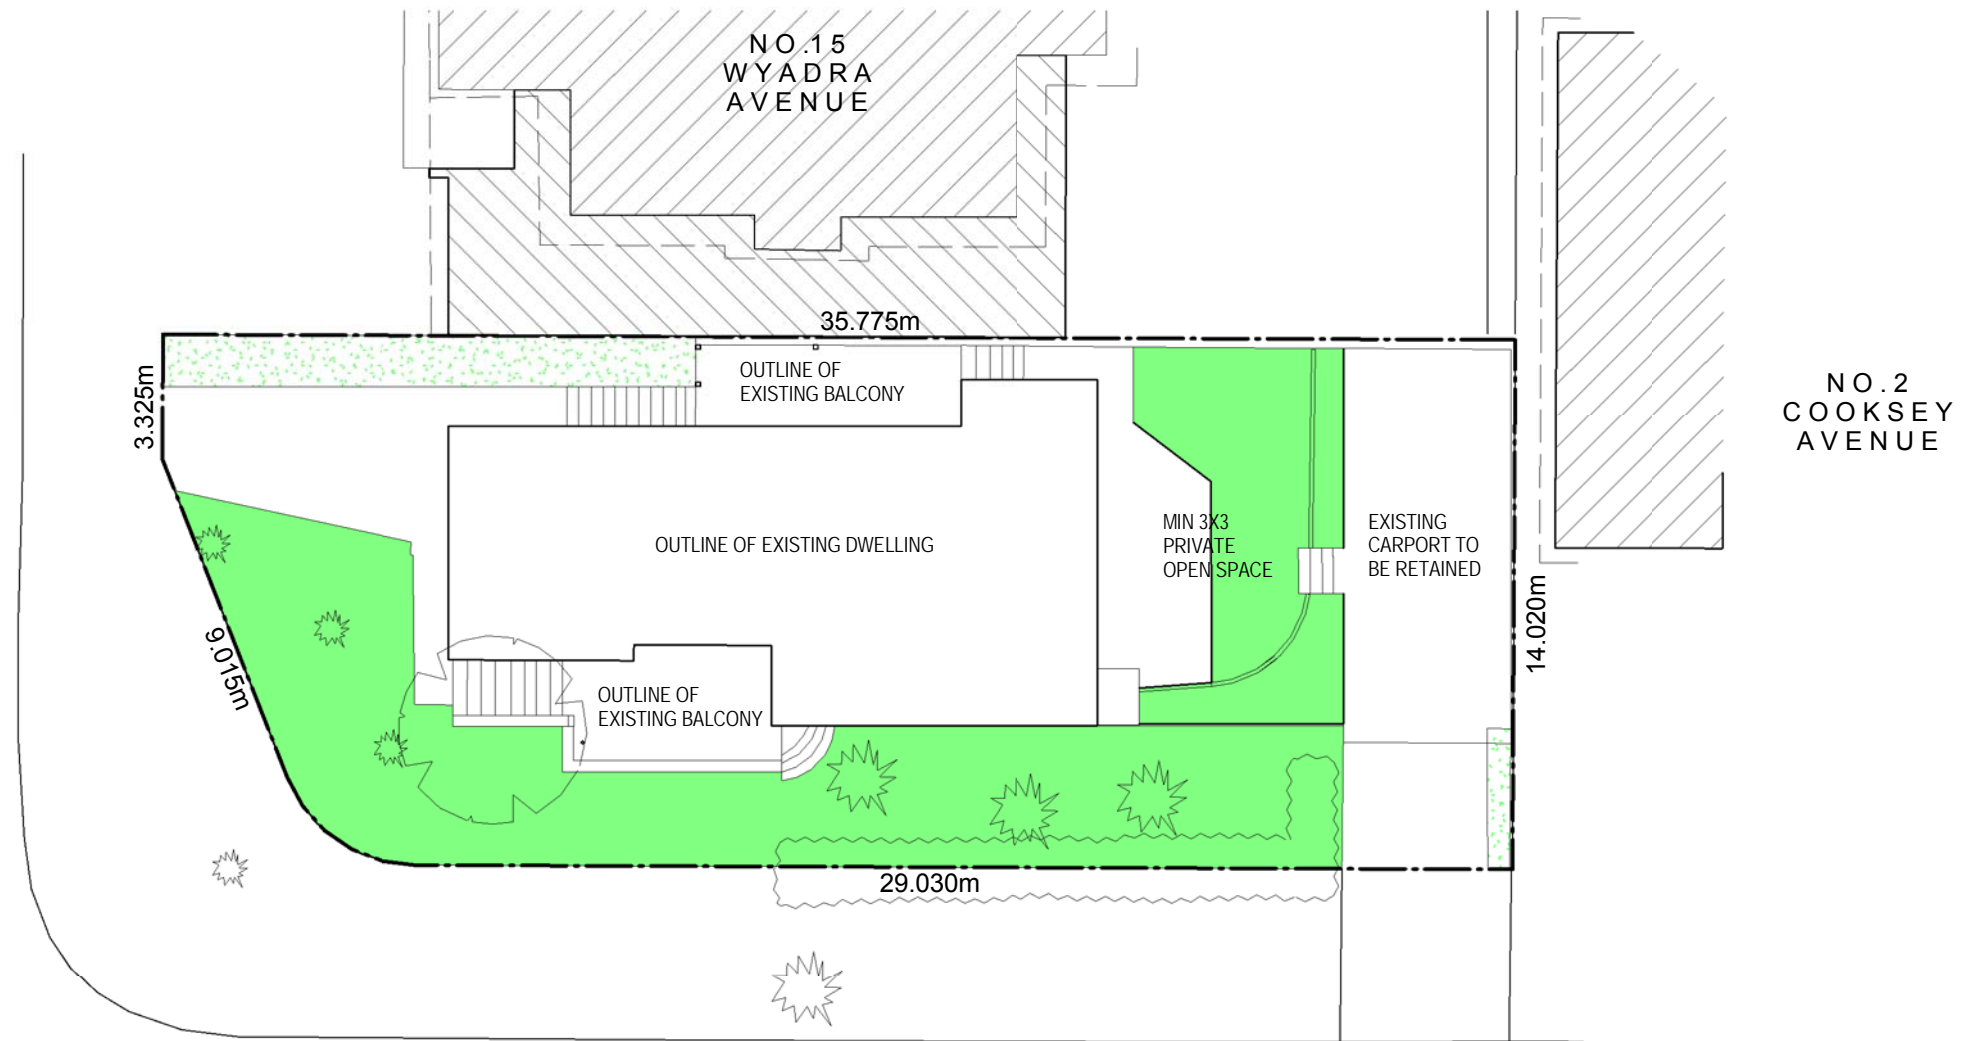 NO.15
WYADRA
AVENUE
35.775m
3.325m
OUTLINE OF
EXISTING BALCONY
NO.2
COOKSEY
AVENUE
OUTLINE OF EXISTING DWELLING
MIN 3X3
PRIVATE
OPEN SPACE
EXISTING
CARPORT TO
BE RETAINED
14.020m
9.015m
OUTLINE OF
EXISTING BALCONY
29.030m